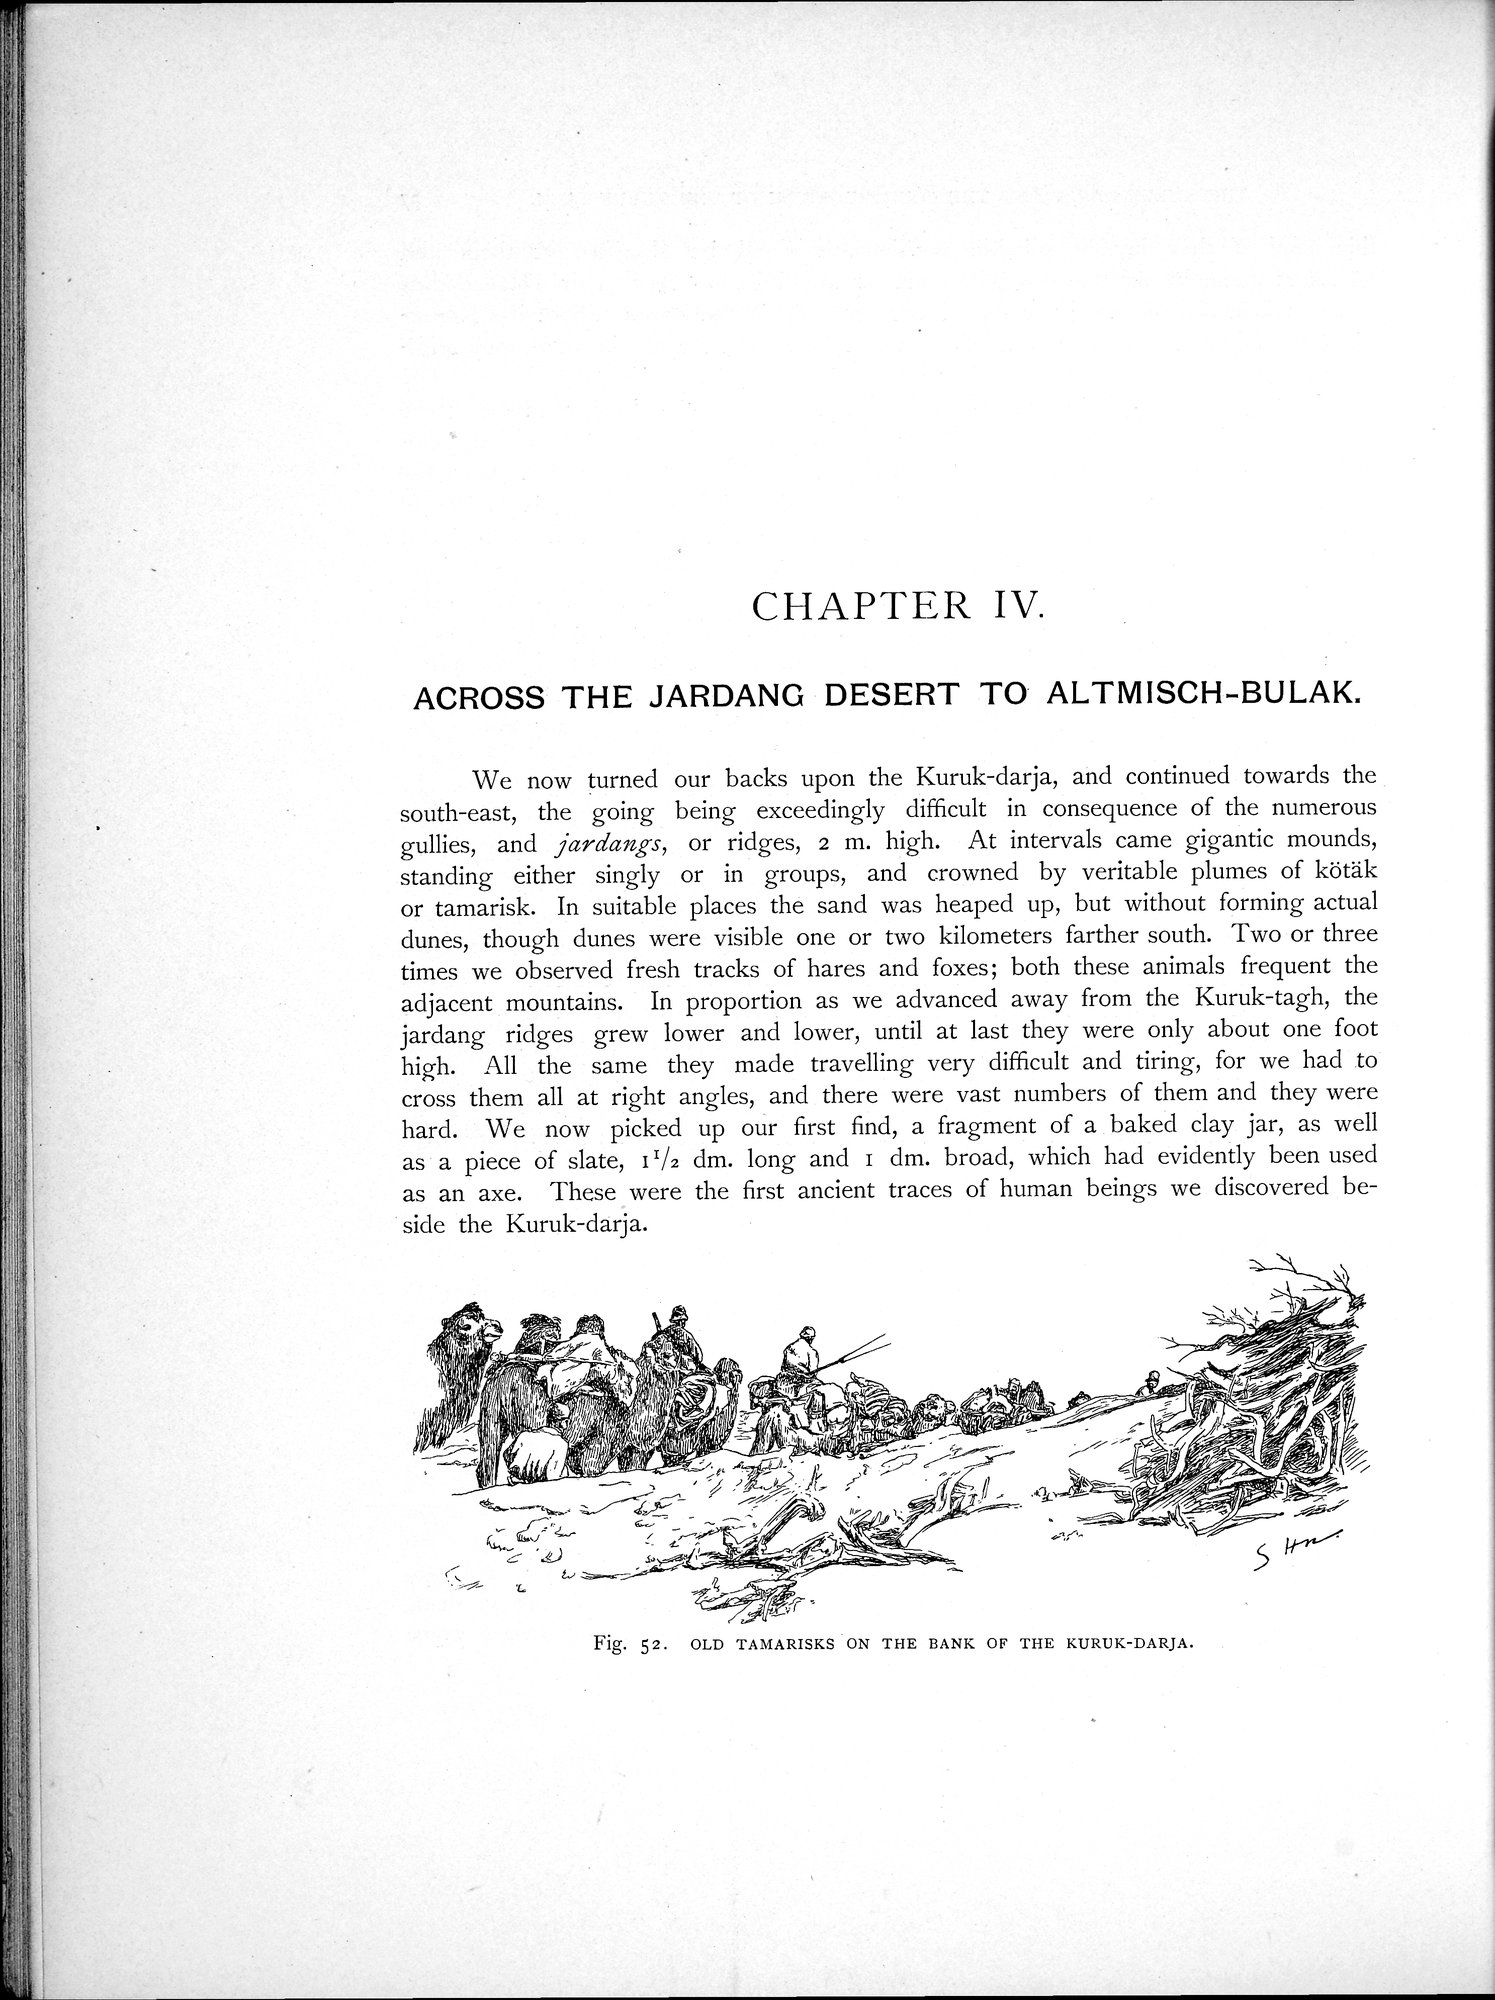 CHAPTER IV.
ACROSS THE JARDANG DESERT TO ALTMISCH-BULAK.
We now turned our backs upon the Kuruk-darja, and continued towards the
south-east, the going being exceedingly difficult in consequence of the numerous
gullies, and jardangs, or ridges, 2 m. high. At intervals came gigantic mounds,
standing either singly or in groups, and crowned by veritable plumes of kötäk
or tamarisk. In suitable places the sand was heaped up, but without forming actual
dunes, though dunes were visible one or two kilometers farther south. Two or three
times we observed fresh tracks of hares and foxes; both these animals frequent the
adjacent mountains. In proportion as we advanced away from the Kuruk-tagh, the
jardang ridges grew lower and lower, until at last they were only about one foot
high. All the same they made travelling very difficult and tiring, for we had to
cross them all at right angles, and there were vast numbers of them and they were
hard. We now picked up our first find, a fragment of a baked clay jar, as well
as a piece of slate, 1 1/2 dm. long and 1 dm. broad, which had evidently been used
as an axe. These were the first ancient traces of human beings we discovered be-
side the Kuruk-darja.
Fig. 52. OLD TAMARISKS ON THE BANK OF THE KURUK-DARJA.